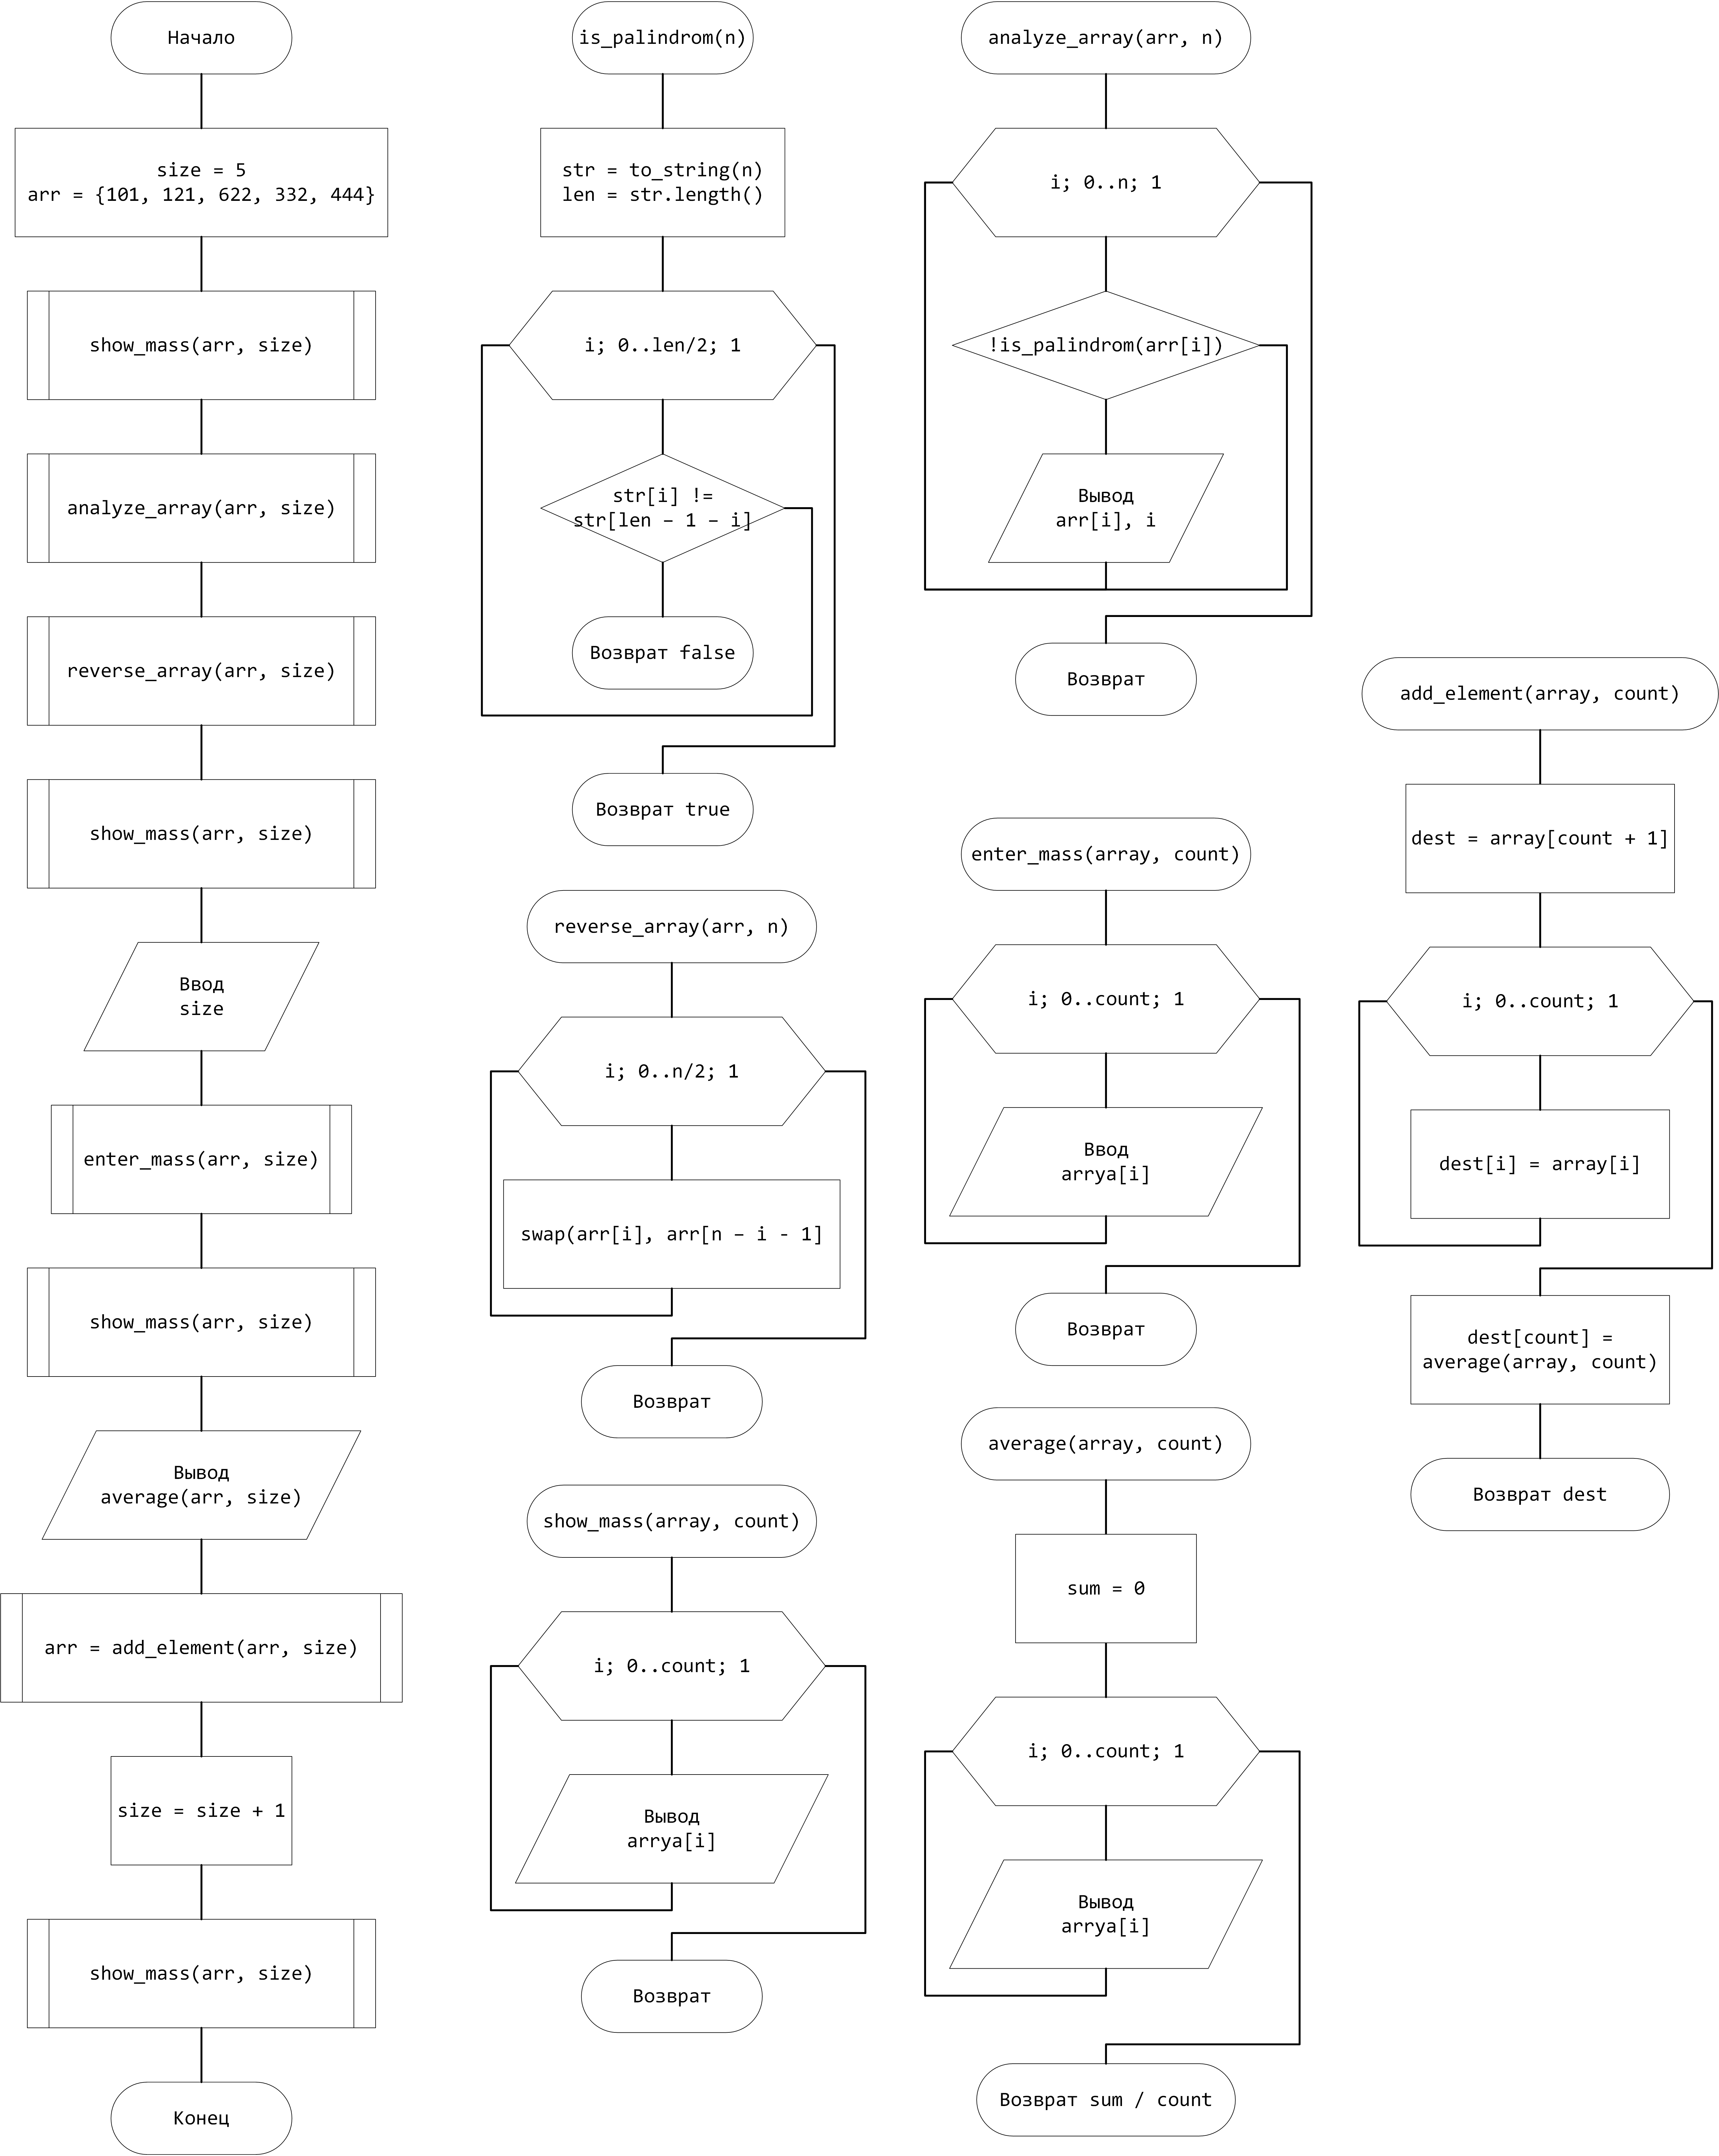 Начало
size = 5
arr = {101, 121, 622, 332, 444}
show_mass(arr, size)
analyze_array(arr, size)
reverse_array(arr, size)
show_mass(arr, size)
Ввод
size
enter_mass(arr, size)
show_mass(arr, size)
Вывод
average(arr, size)
arr = add_element(arr, size)
size = size + 1
show_mass(arr, size)
Конец
is_palindrom(n)
str = to_string(n)
len = str.length()
i; 0..len/2; 1
str[i] !=
str[len – 1 – i]
Возврат false
Возврат true
reverse_array(arr, n)
i; 0..n/2; 1
swap(arr[i], arr[n – i - 1]
Возврат
show_mass(array, count)
i; 0..count; 1
Вывод
arrya[i]
Возврат
analyze_array(arr, n)
i; 0..n; 1
!is_palindrom(arr[i])
Вывод
arr[i], i
Возврат
enter_mass(array, count)
i; 0..count; 1
Ввод
arrya[i]
Возврат
average(array, count)
sum = 0
i; 0..count; 1
Вывод
arrya[i]
Возврат sum / count
add_element(array, count)
dest = array[count + 1]
i; 0..count; 1
dest[i] = array[i]
dest[count] =
average(array, count)
Возврат dest